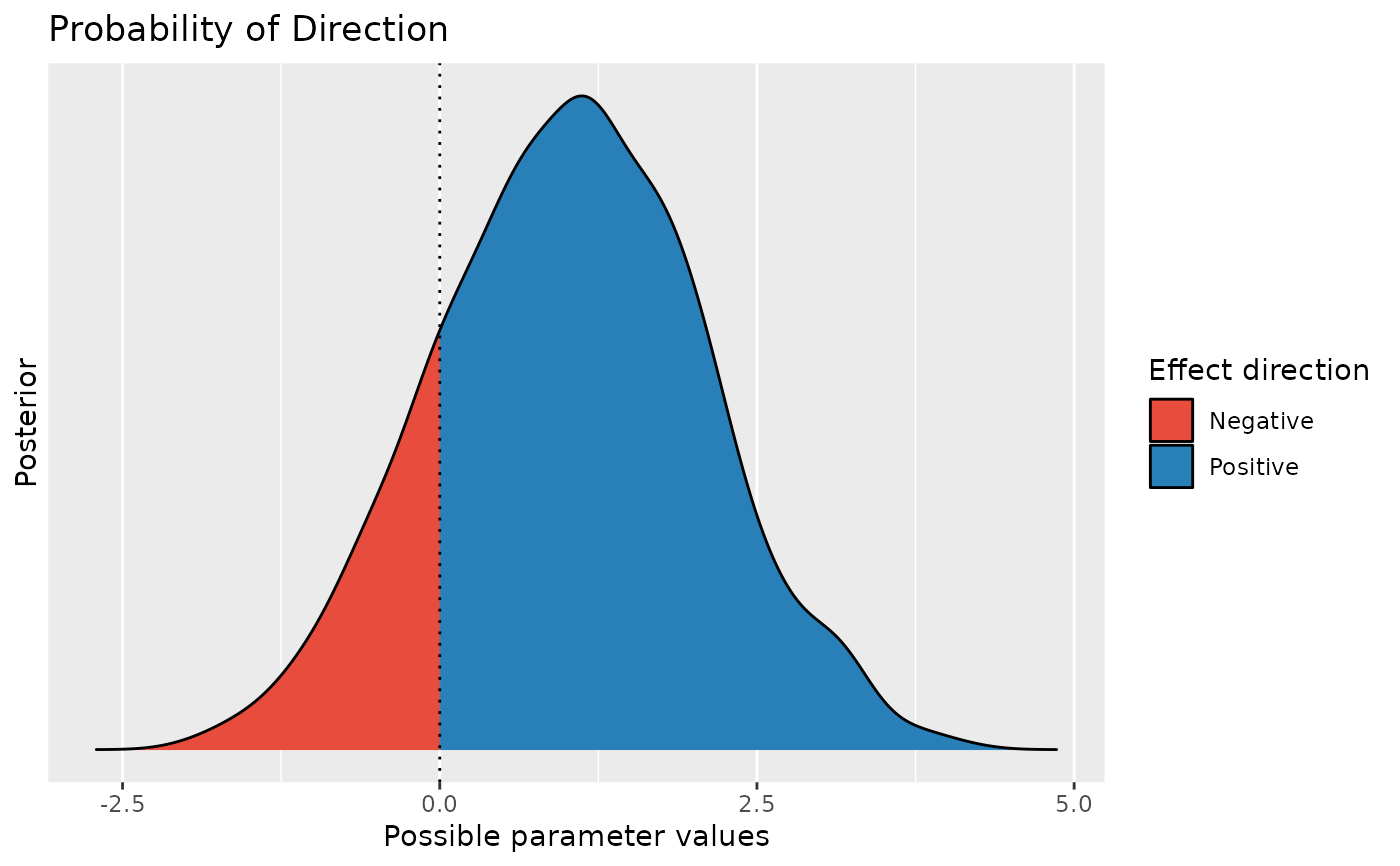 Probability of Direction
Posterior
Effect direction
Negative
Positive
-2.5
0.0
2.5
5.0
Possible parameter values